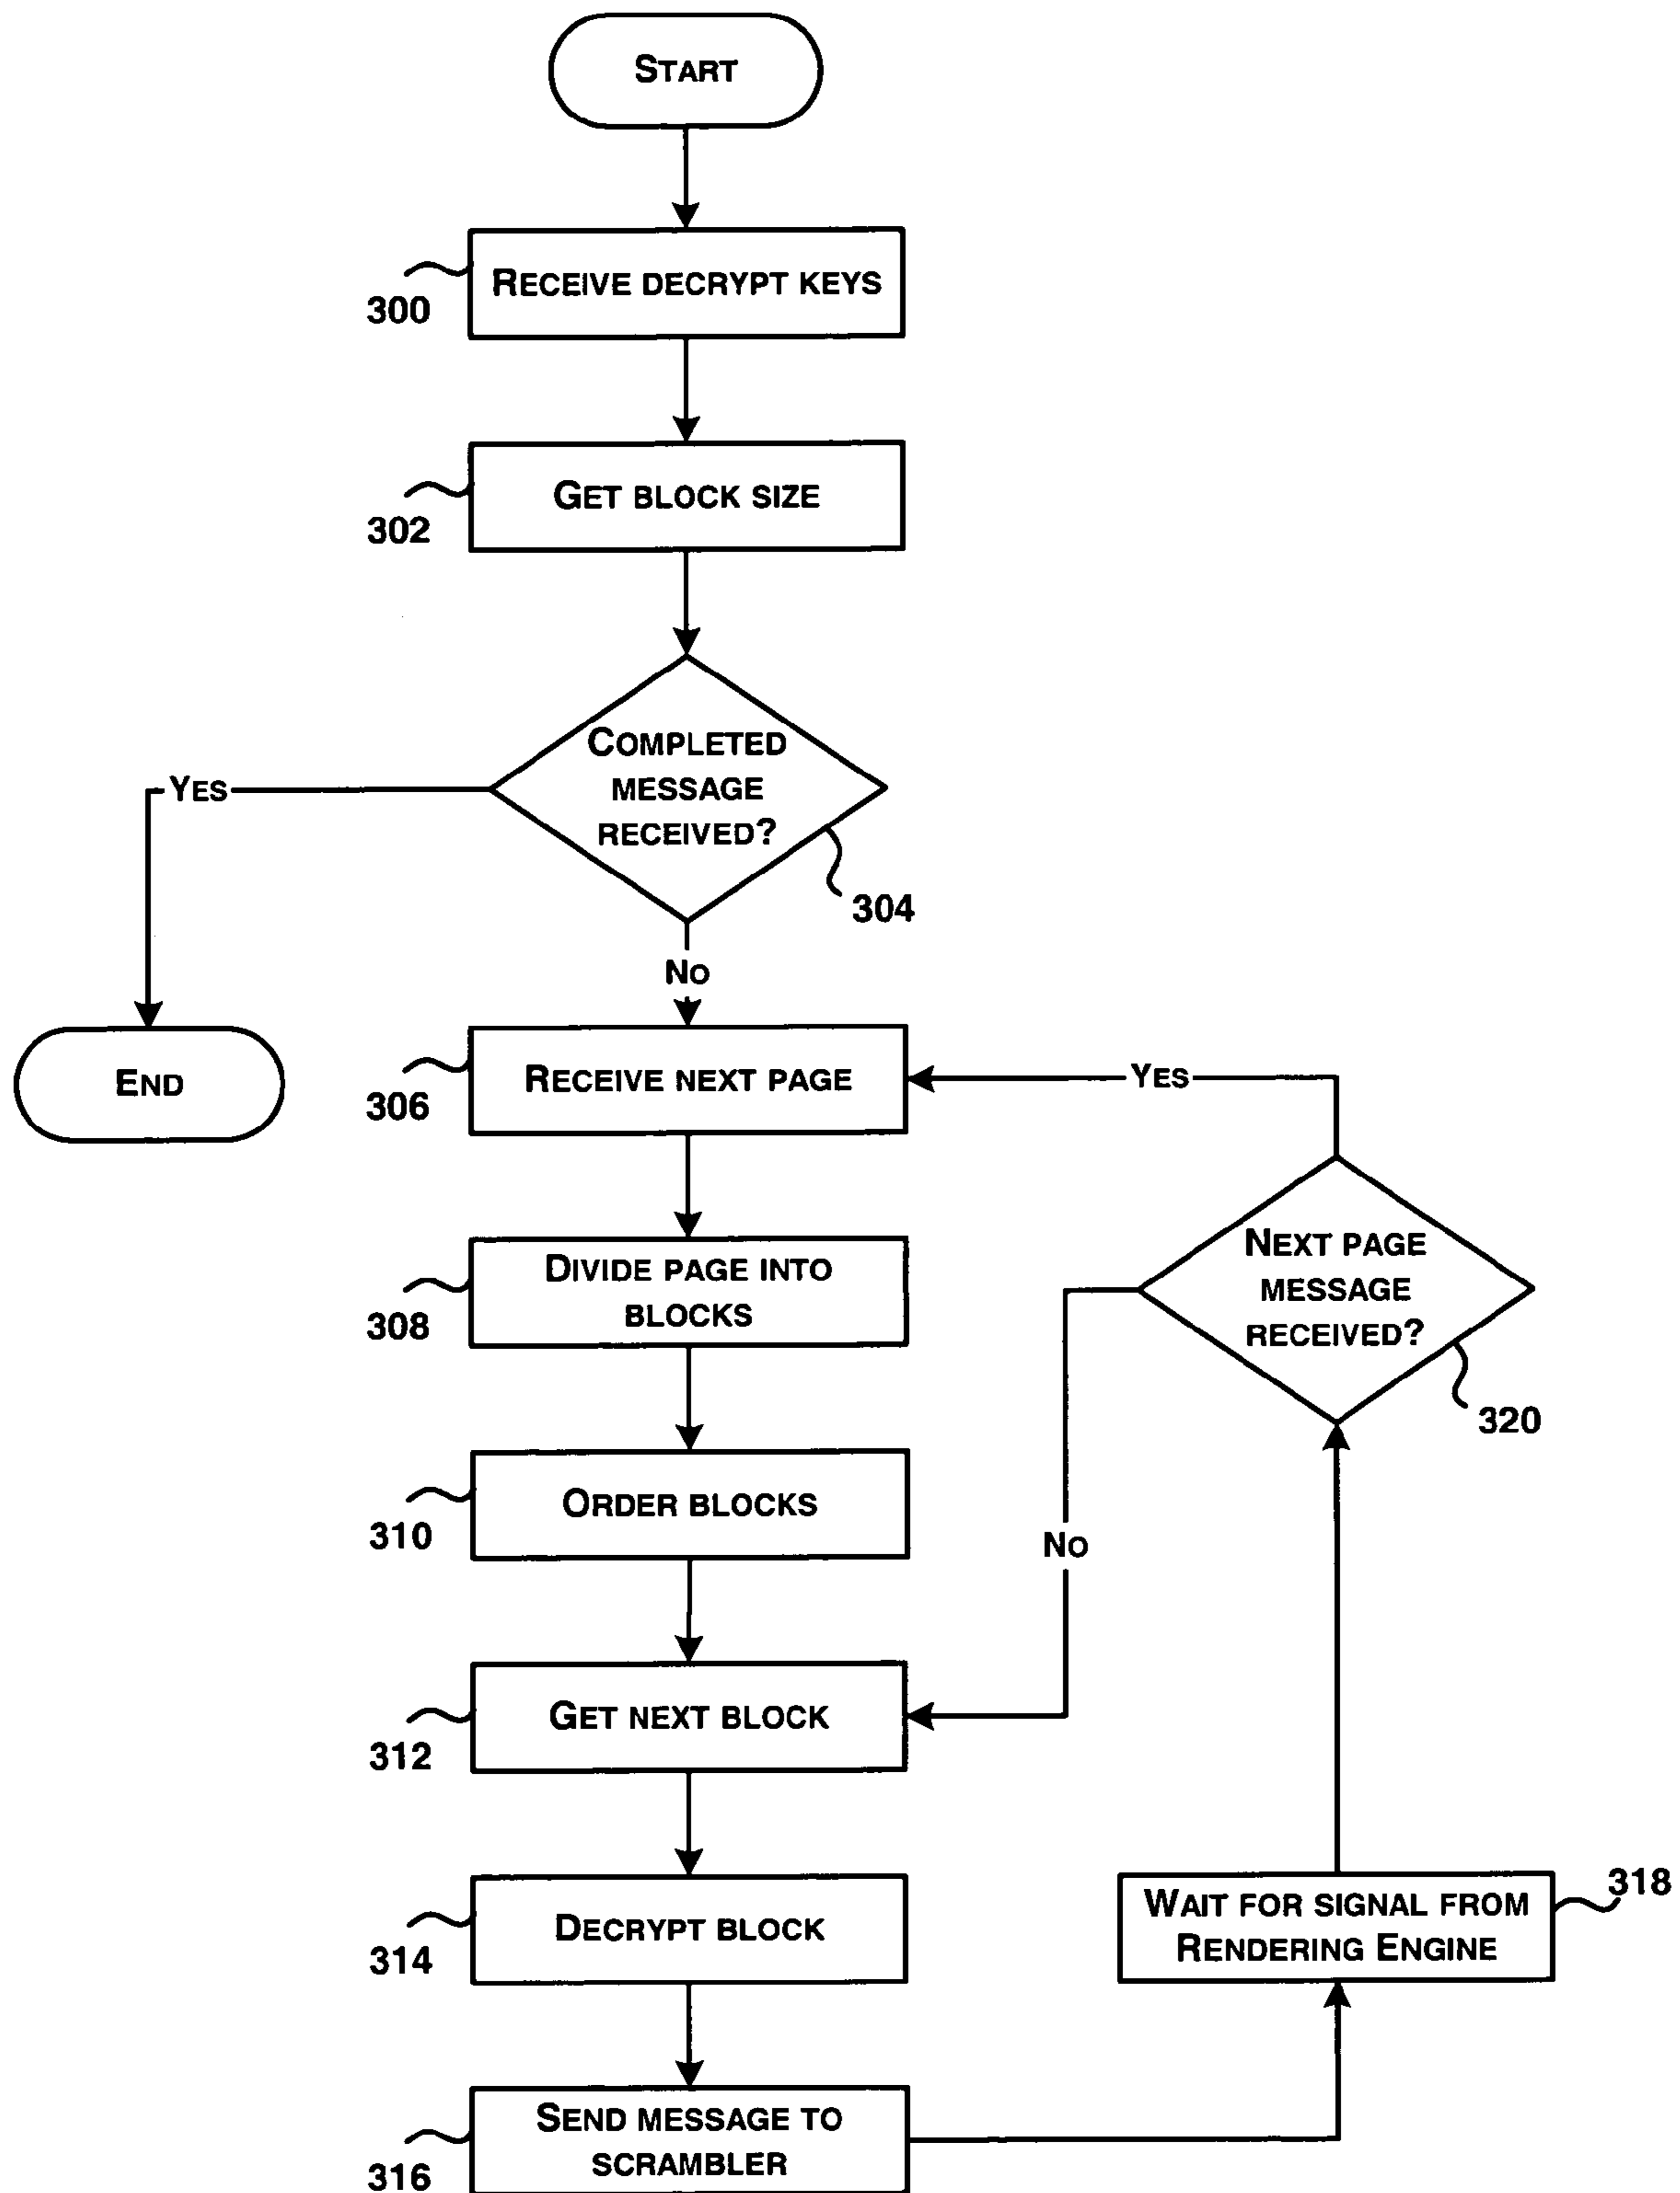 START
RECEIVE DECRYPT KEYS
300
GET BLOCK SIZE
302
COMPLETED
MESSAGE
RECEIVED?
YES
304
NO
END
RECEIVE NEXT PAGE
306
YES
DIVIDE PAGE INTO
BLOCKS
308
NEXT PAGE
MESSAGE
RECEIVED?
320
ORDER BLOCKS
310
NO
GET NEXT BLOCK
312
DECRYPT BLOCK
314
WAIT FOR SIGNAL FROM
RENDERING ENGINE
318
SEND MESSAGE TO
SCRAMBLER
316